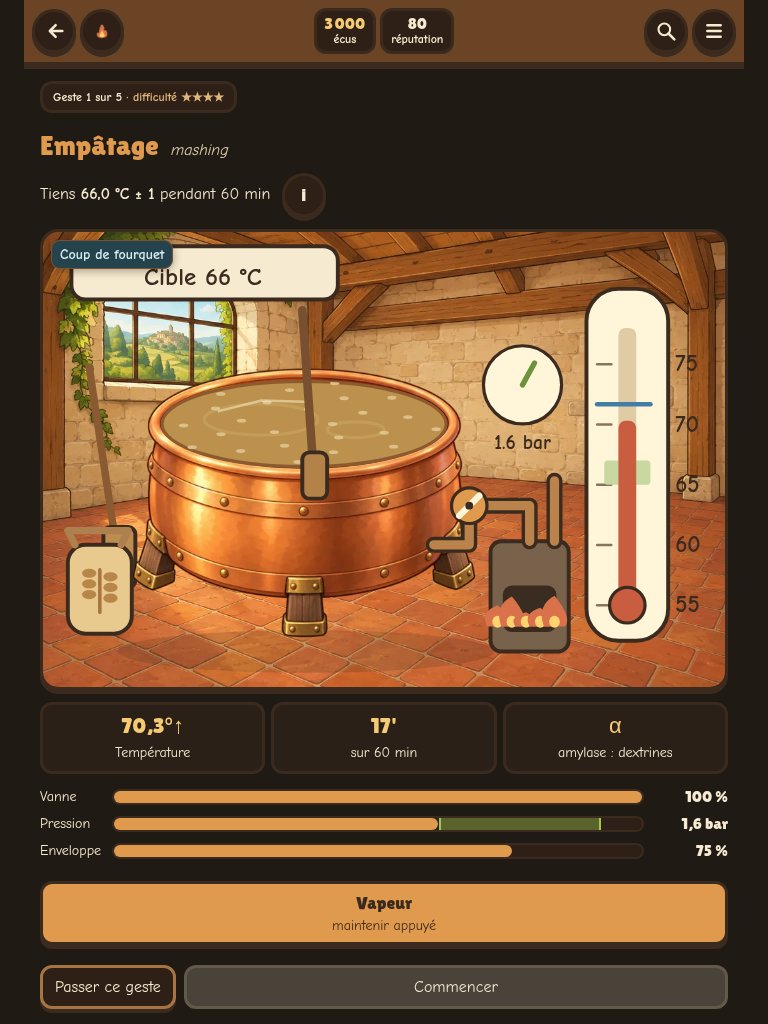 3 000
écus
80
réputation
Geste 1 sur 5 · difficulté ★★★★
Empâtage mashing
Tiens 66,0 °C ± 1 pendant 60 min i
Coup de fourquet
Cible 66 °C
75
70
65
60
55
1.6 bar
70,3°↑
Température
17'
sur 60 min
α
amylase : dextrines
Vanne 100 %
Pression 1,6 bar
Enveloppe 75 %
Vapeur
maintenir appuyé
Passer ce geste
Commencer